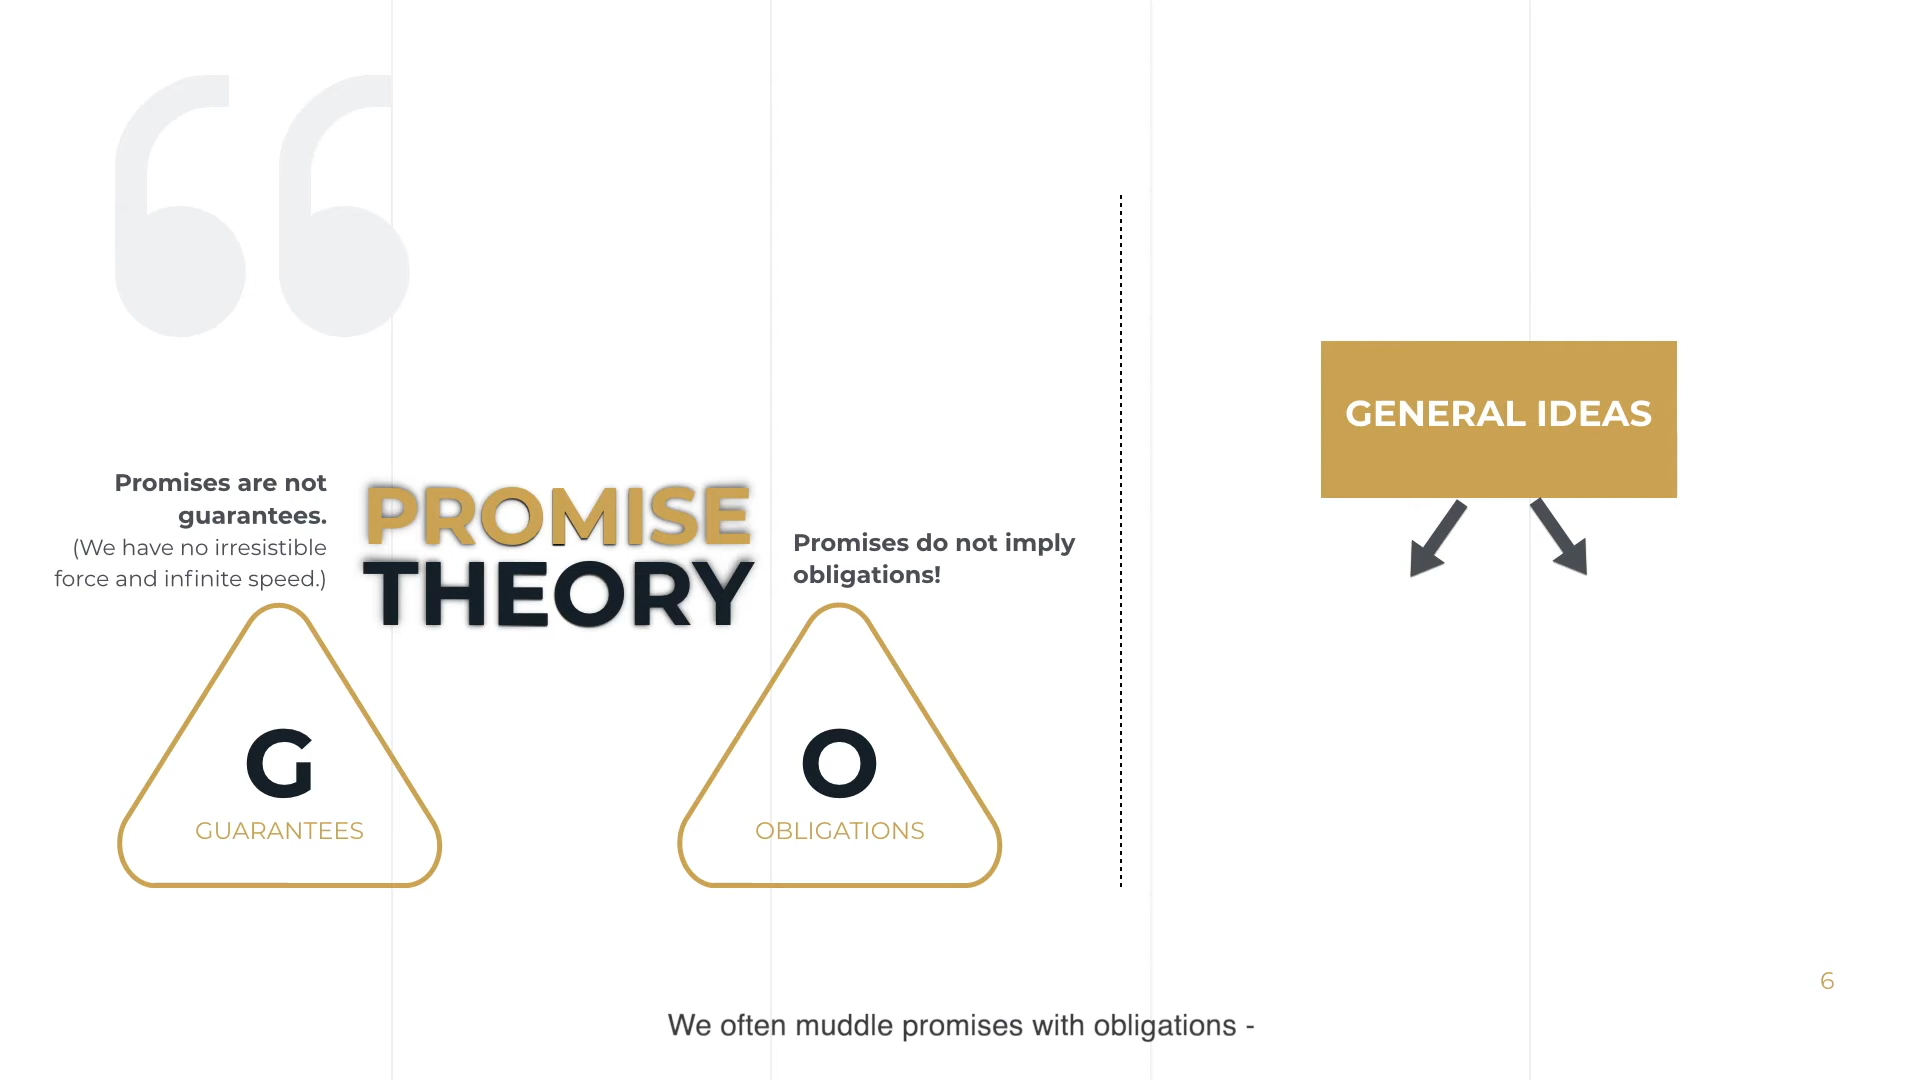 Promises are not
guarantees.
(We have no irresistible
force and infinite speed.)
PROMISE
THEORY
Promises do not imply
obligations!
G
GUARANTEES
O
OBLIGATIONS
GENERAL IDEAS
6
We often muddle promises with obligations -